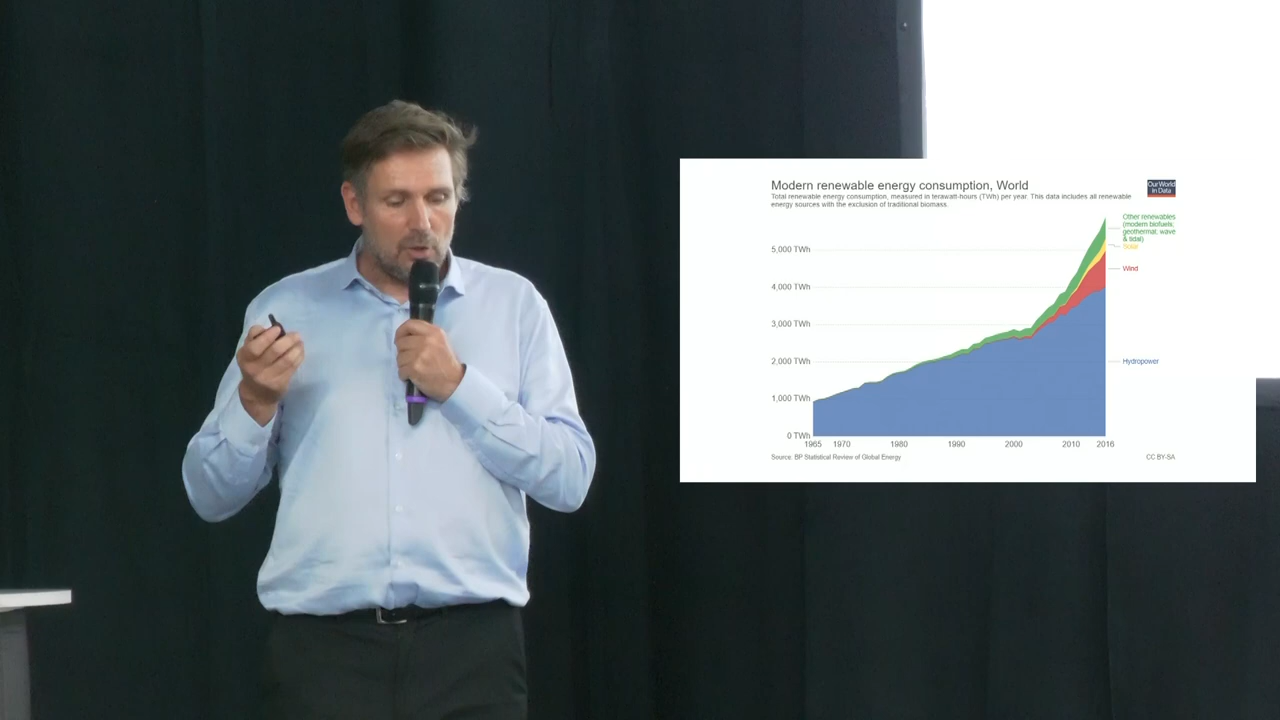 Modern renewable energy consumption, World
Total renewable energy consumption, measured in terawatt-hours (TWh) per year. This data includes all renewable
energy sources with the exclusion of traditional biomass.
Our World
in Data
Other renewables
(modern biofuels,
geothermal, wave
& tidal)
Solar
Wind
Hydropower
5,000 TWh
4,000 TWh
3,000 TWh
2,000 TWh
1,000 TWh
0 TWh
1965 1970 1980 1990 2000 2010 2016
Source: BP Statistical Review of Global Energy
CC BY-SA